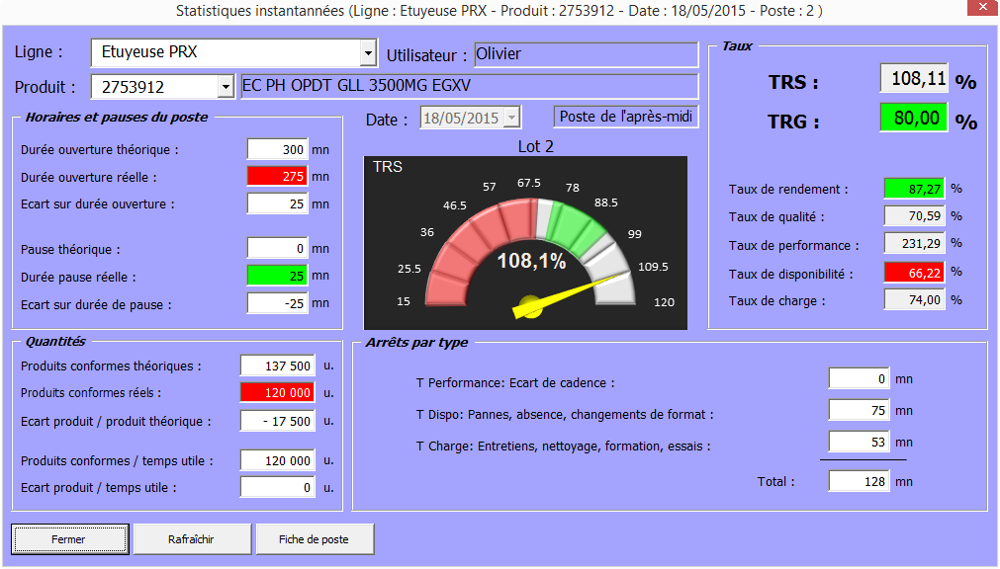 Statistiques instantannées (Ligne : Etuyeuse PRX - Produit : 2753912 - Date : 18/05/2015 - Poste : 2 )
Ligne : Etuyeuse PRX Utilisateur : Olivier
Produit : 2753912 EC PH OPDT GLL 3500MG EGXV
Date : 18/05/2015 Poste de l'après-midi
Horaires et pauses du poste
Durée ouverture théorique : 300 mn
Durée ouverture réelle : 275 mn
Ecart sur durée ouverture : 25 mn
Pause théorique : 0 mn
Durée pause réelle : 25 mn
Ecart sur durée de pause : -25 mn
Lot 2
TRS
15
25.5
36
46.5
57
67.5
78
88.5
99
109.5
120
108,1%
Taux
TRS : 108,11 %
TRG : 80,00 %
Taux de rendement : 87,27 %
Taux de qualité : 70,59 %
Taux de performance : 231,29 %
Taux de disponibilité : 66,22 %
Taux de charge : 74,00 %
Quantités
Produits conformes théoriques : 137 500 u.
Produits conformes réels : 120 000 u.
Ecart produit / produit théorique : - 17 500 u.
Produits conformes / temps utile : 120 000 u.
Ecart produit / temps utile : 0 u.
Arrêts par type
T Performance: Ecart de cadence : 0 mn
T Dispo: Pannes, absence, changements de format : 75 mn
T Charge: Entretiens, nettoyage, formation, essais : 53 mn
Total : 128 mn
Fermer Rafraîchir Fiche de poste